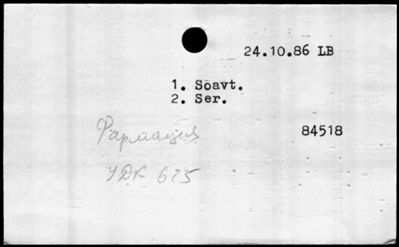 24.10.86 LB
1. Soavt.
2. Ser.
Фармация 84518
УДК 615